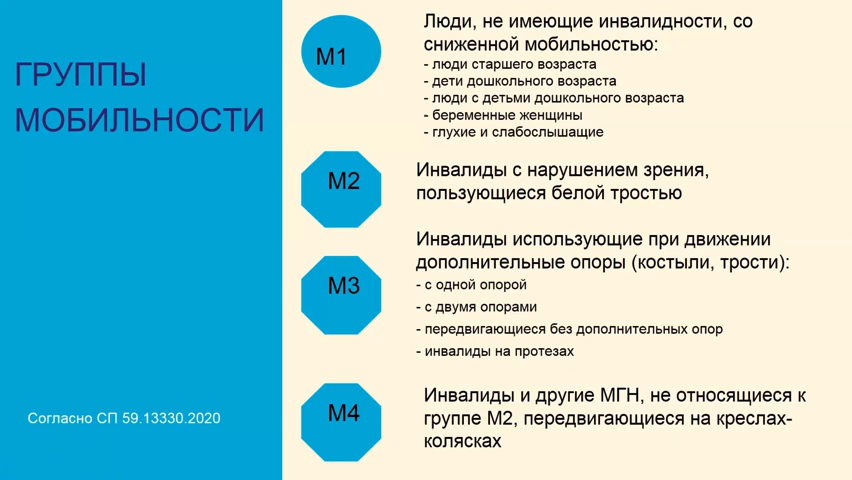 ГРУППЫ
МОБИЛЬНОСТИ
Согласно СП 59.13330.2020
М1
Люди, не имеющие инвалидности, со
сниженной мобильностью:
- люди старшего возраста
- дети дошкольного возраста
- люди с детьми дошкольного возраста
- беременные женщины
- глухие и слабослышащие
М2
Инвалиды с нарушением зрения,
пользующиеся белой тростью
М3
Инвалиды использующие при движении
дополнительные опоры (костыли, трости):
- с одной опорой
- с двумя опорами
- передвигающиеся без дополнительных опор
- инвалиды на протезах
М4
Инвалиды и другие МГН, не относящиеся к
группе М2, передвигающиеся на креслах-
колясках